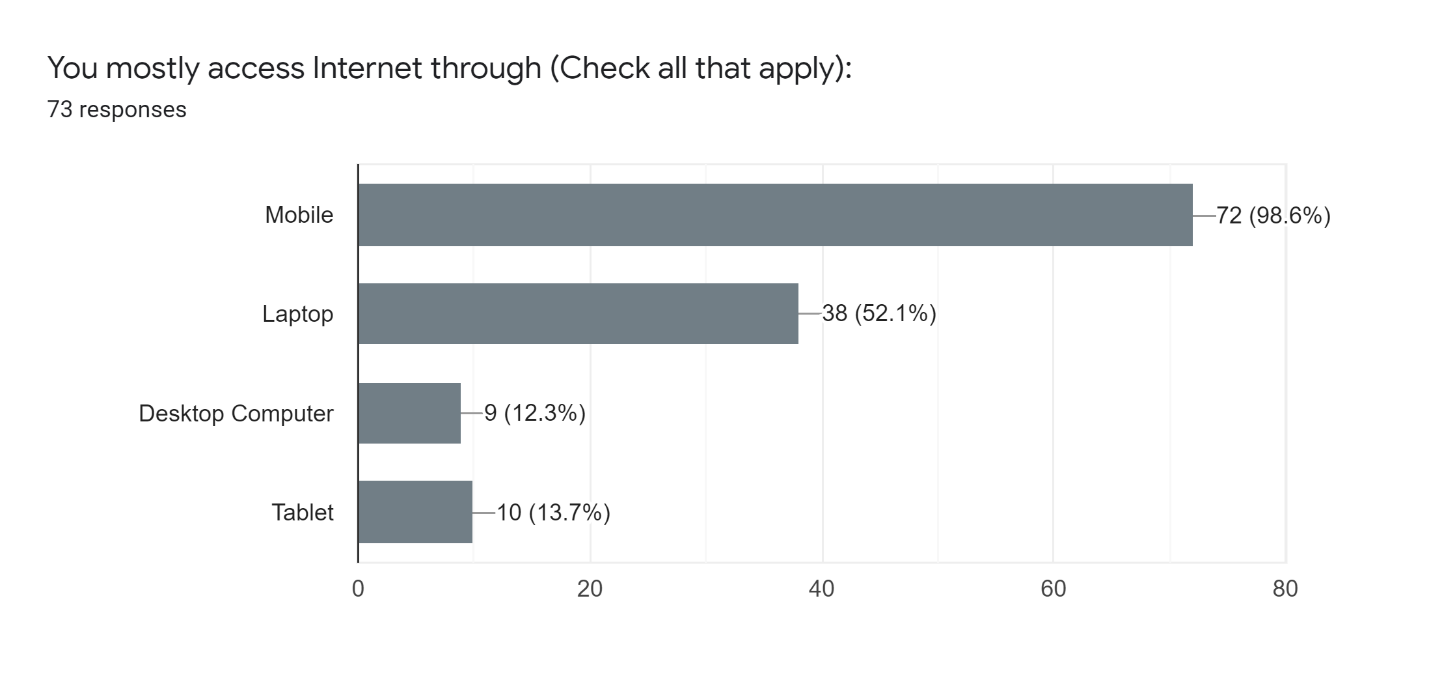 You mostly access Internet through (Check all that apply):
73 responses
Mobile
72 (98.6%)
Laptop
38 (52.1%)
Desktop Computer
9 (12.3%)
Tablet
10 (13.7%)
0 20 40 60 80